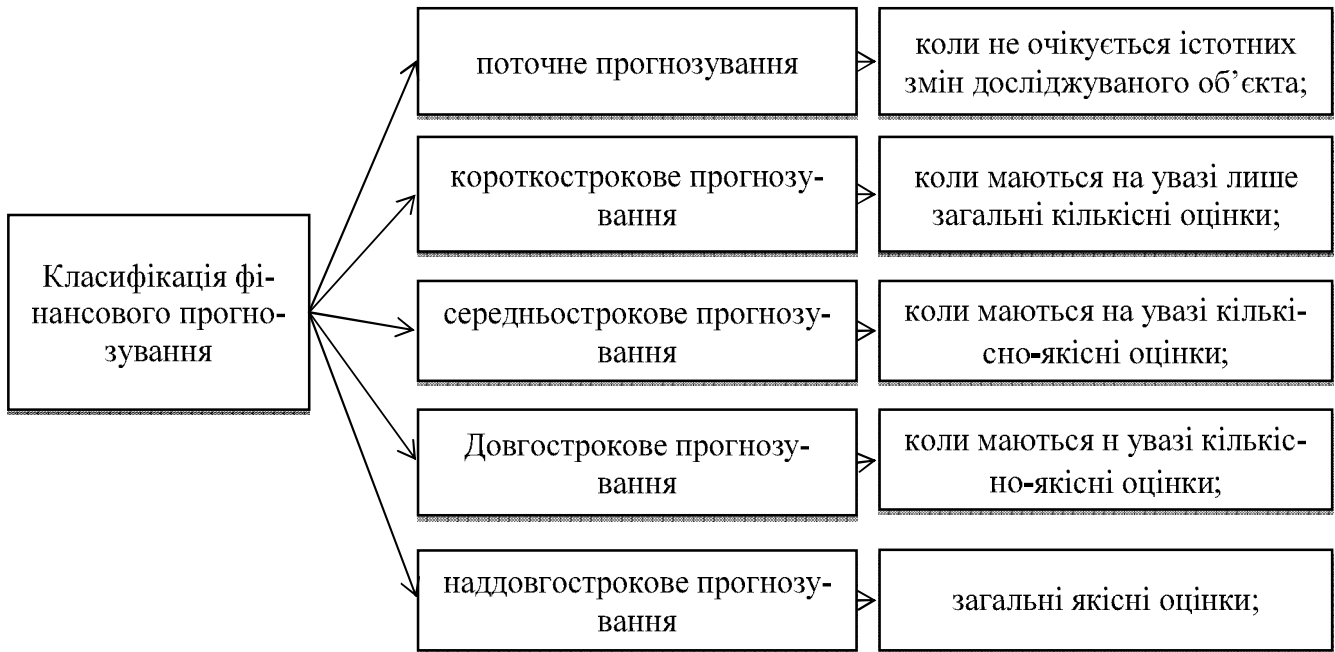 поточне прогнозування
коли не очікується істотних
змін досліджуваного об’єкта;
короткострокове прогнозу-
вання
коли маються на увазі лише
загальні кількісні оцінки;
Класифікація фі-
нансового прогно-
зування
середньострокове прогнозу-
вання
коли маються на увазі кількі-
сно-якісні оцінки;
Довгострокове прогнозу-
вання
коли маються н увазі кількіс-
но-якісні оцінки;
наддовгострокове прогнозу-
вання
загальні якісні оцінки;